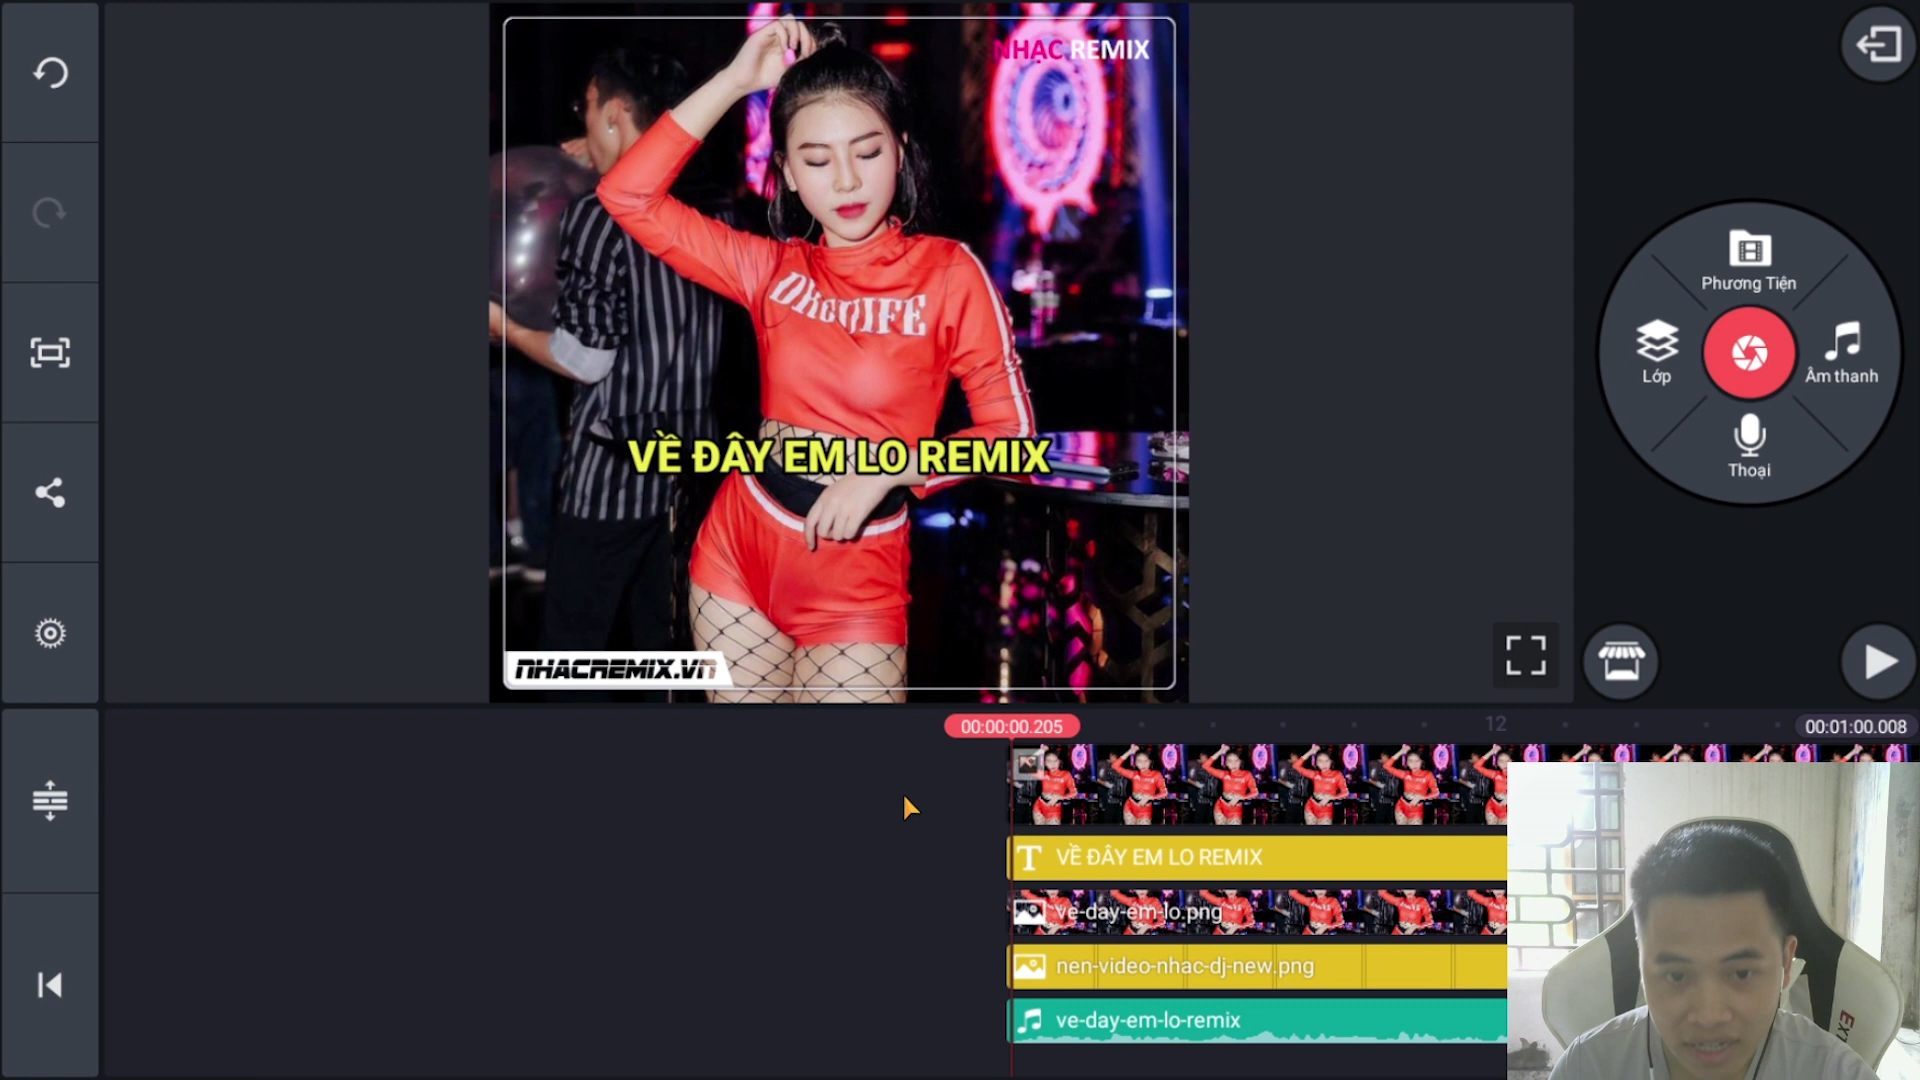 NHẠC REMIX
DKCNIFE
VỀ ĐÂY EM LO REMIX
NHACREMIX.VN
Phương Tiện
Lớp
Âm thanh
Thoại
00:00:00.205
12
00:01:00.008
VỀ ĐÂY EM LO REMIX
ve-day-em-lo.png
nen-video-nhac-dj-new.png
ve-day-em-lo-remix